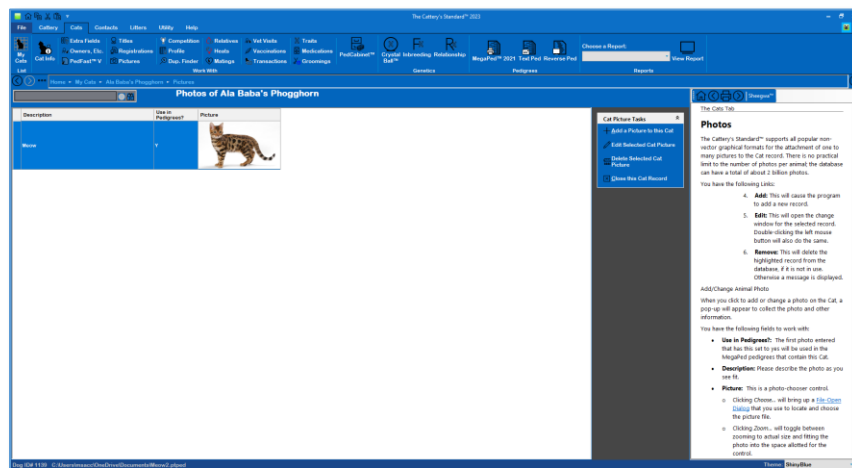 The Cattery's Standard™ 2023
File Cattery Cats Contacts Litters Utility Help
My Cats
Cat Info
Extra Fields
Owners, Etc.
PedFast™ V
Titles
Registrations
Pictures
Competition
Profile
Dup. Finder
Relatives
Heats
Matings
Vet Visits
Vaccinations
Transactions
Traits
Medications
Groomings
PedCabinet™
Crystal Ball™
Inbreeding
Relationship
MegaPed™ 2021
Text Ped
Reverse Ped
Choose a Report:
View Report
List
Work With
Genetics
Pedigrees
Reports
Home My Cats Ala Baba's Phogghorn Pictures
Photos of Ala Baba's Phogghorn
Description
Use in Pedigrees?
Picture
Meow
Y
Cat Picture Tasks
Add a Picture to this Cat
Edit Selected Cat Picture
Delete Selected Cat
Picture
Close this Cat Record
The Cats Tab
Photos
The Cattery's Standard™ supports all popular non-
vector graphical formats for the attachment of one to
many pictures to the Cat record. There is no practical
limit to the number of photos per animal; the database
can have a total of about 2 billion photos.
You have the following Links:
4. Add: This will cause the program
to add a new record.
5. Edit: This will open the change
window for the selected record.
Double-clicking the left mouse
button will also do the same.
6. Remove: This will delete the
highlighted record from the
database, if it is not in use.
Otherwise a message is displayed.
Add/Change Animal Photo
When you click to add or change a photo on the Cat, a
pop-up will appear to collect the photo and other
information.
You have the following fields to work with:
• Use in Pedigrees?: The first photo entered
that has this set to yes will be used in the
MegaPed pedigrees that contain this Cat.
• Description: Please describe the photo as you
see fit.
• Picture: This is a photo-chooser control.
o Clicking Choose... will bring up a File Open
Dialog that you use to locate and choose
the picture file.
o Clicking Zoom... will toggle between
zooming to actual size and fitting the
photo into the space allotted for the
control.
Theme: ShinyBlue